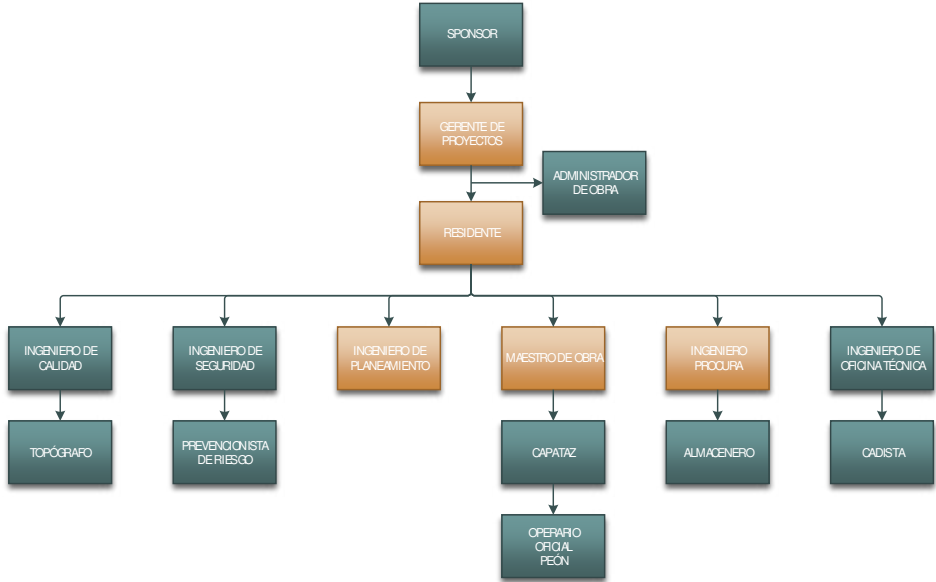 SPONSOR
GERENTE DE
PROYECTOS
ADMINISTRADOR
DE OBRA
RESIDENTE
INGENIERO DE
CALIDAD
INGENIERO DE
SEGURIDAD
INGENIERO DE
PLANEAMIENTO
MAESTRO DE OBRA
INGENIERO
PROCURA
INGENIERO DE
OFICINA TÉCNICA
TOPÓGRAFO
PREVENCIONISTA
DE RIESGO
CAPATAZ
ALMACENERO
CADISTA
OPERARIO
OFICIAL
PEÓN